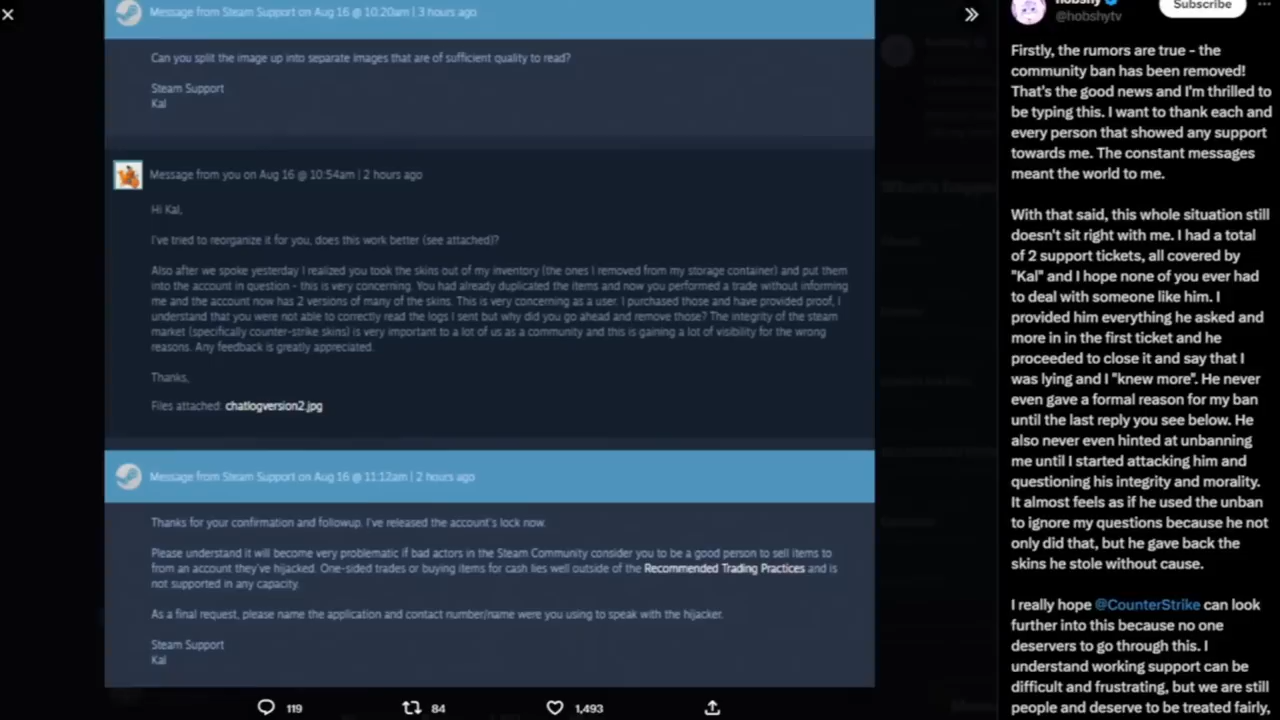 Message from Steam Support on Aug 16 @ 10:20am | 3 hours ago
Can you split the image up into separate images that are of sufficient quality to read?
Steam Support
Kal
Message from you on Aug 16 @ 10:54am | 2 hours ago
Hi Kal,
I've tried to reorganize it for you, does this work better (see attached)?
Also after we spoke yesterday I realized you took the skins out of my inventory (the ones I removed from my storage container) and put them
into the account in question - this is very concerning. You had already duplicated the items and now you performed a trade without informing
me and the account now has 2 versions of many of the skins. This is very concerning as a user. I purchased those and have provided proof, I
understand that you were not able to correctly read the logs I sent but why did you go ahead and remove those? The integrity of the steam
market (specifically counter-strike skins) is very important to a lot of us as a community and this is gaining a lot of visibility for the wrong
reasons. Any feedback is greatly appreciated.
Thanks,
Files attached: chatlogversion2.jpg
Message from Steam Support on Aug 16 @ 11:12am | 2 hours ago
Thanks for your confirmation and followup. I've released the account's lock now.
Please understand it will become very problematic if bad actors in the Steam Community consider you to be a good person to sell items to
from an account they've hijacked. One-sided trades or buying items for cash lies well outside of the Recommended Trading Practices and is
not supported in any capacity.
As a final request, please name the application and contact number/name were you using to speak with the hijacker.
Steam Support
Kal
119
84
1,493
hobshy
@hobshytv
Subscribe
Firstly, the rumors are true - the
community ban has been removed!
That's the good news and I'm thrilled to
be typing this. I want to thank each and
every person that showed any support
towards me. The constant messages
meant the world to me.
With that said, this whole situation still
doesn't sit right with me. I had a total
of 2 support tickets, all covered by
"Kal" and I hope none of you ever had
to deal with someone like him. I
provided him everything he asked and
more in in the first ticket and he
proceeded to close it and say that I
was lying and I "knew more". He never
even gave a formal reason for my ban
until the last reply you see below. He
also never even hinted at unbanning
me until I started attacking him and
questioning his integrity and morality.
It almost feels as if he used the unban
to ignore my questions because he not
only did that, but he gave back the
skins he stole without cause.
I really hope @CounterStrike can look
further into this because no one
deservers to go through this. I
understand working support can be
difficult and frustrating, but we are still
people and deserve to be treated fairly,